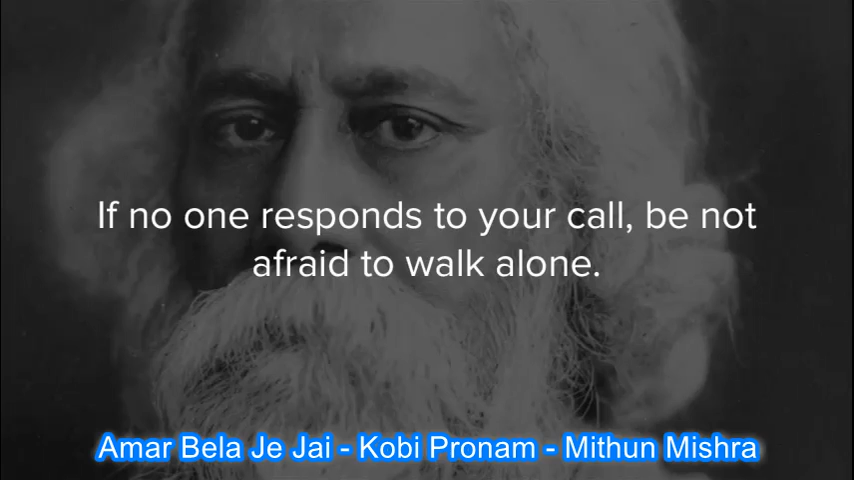 If no one responds to your call, be not
afraid to walk alone.
Amar Bela Je Jai - Kobi Pronam - Mithun Mishra